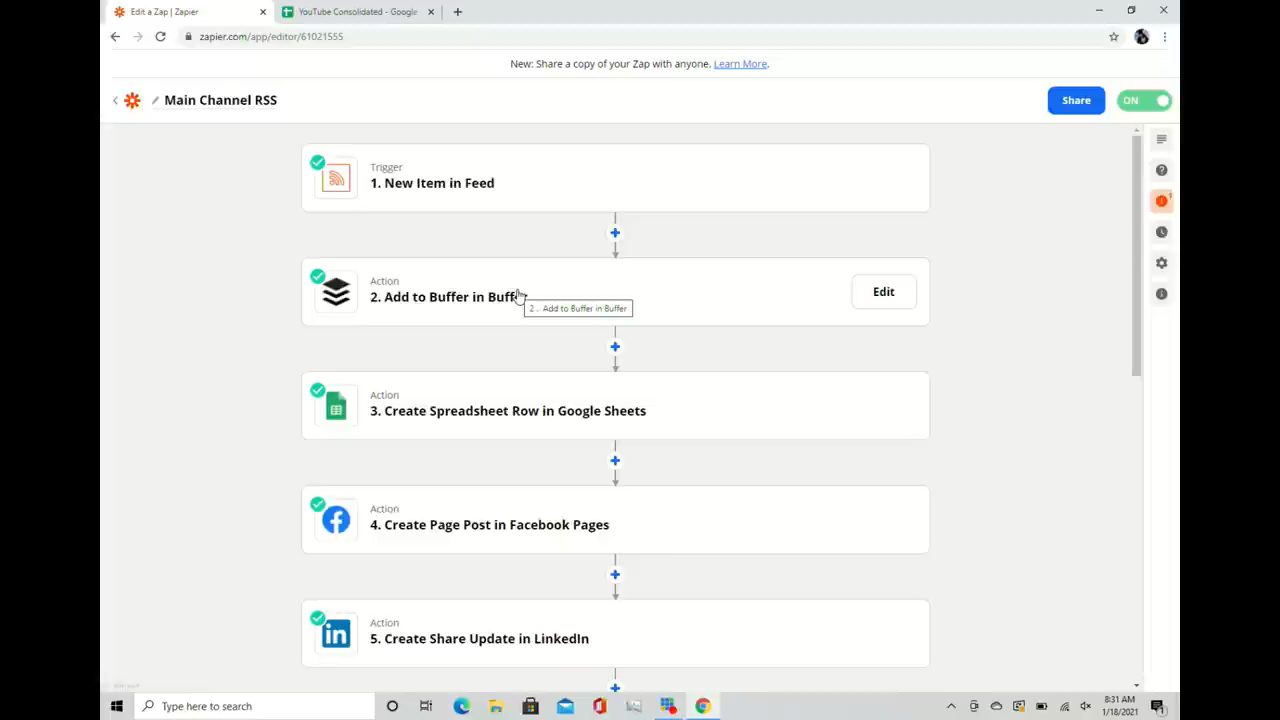 Edit a Zap | Zapier
YouTube Consolidated - Google
zapier.com/app/editor/61021555
New: Share a copy of your Zap with anyone. Learn More.
Main Channel RSS
Share
ON
Trigger
1. New Item in Feed
Action
2. Add to Buffer in Buff
2 . Add to Buffer in Buffer
Edit
Action
3. Create Spreadsheet Row in Google Sheets
Action
4. Create Page Post in Facebook Pages
Action
5. Create Share Update in LinkedIn
Type here to search
8:31 AM
1/18/2021